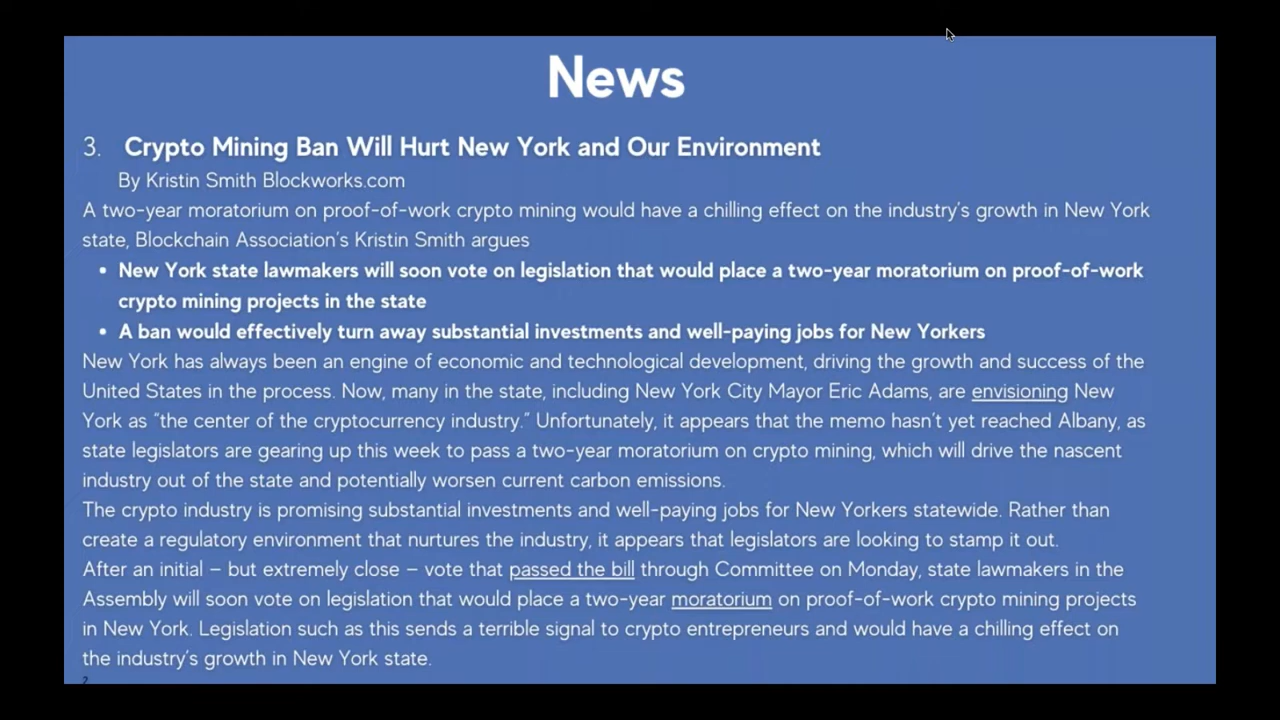 News
3. Crypto Mining Ban Will Hurt New York and Our Environment
By Kristin Smith Blockworks.com
A two-year moratorium on proof-of-work crypto mining would have a chilling effect on the industry's growth in New York
state, Blockchain Association's Kristin Smith argues
• New York state lawmakers will soon vote on legislation that would place a two-year moratorium on proof-of-work
crypto mining projects in the state
• A ban would effectively turn away substantial investments and well-paying jobs for New Yorkers
New York has always been an engine of economic and technological development, driving the growth and success of the
United States in the process. Now, many in the state, including New York City Mayor Eric Adams, are envisioning New
York as “the center of the cryptocurrency industry.” Unfortunately, it appears that the memo hasn't yet reached Albany, as
state legislators are gearing up this week to pass a two-year moratorium on crypto mining, which will drive the nascent
industry out of the state and potentially worsen current carbon emissions.
The crypto industry is promising substantial investments and well-paying jobs for New Yorkers statewide. Rather than
create a regulatory environment that nurtures the industry, it appears that legislators are looking to stamp it out.
After an initial – but extremely close – vote that passed the bill through Committee on Monday, state lawmakers in the
Assembly will soon vote on legislation that would place a two-year moratorium on proof-of-work crypto mining projects
in New York. Legislation such as this sends a terrible signal to crypto entrepreneurs and would have a chilling effect on
the industry's growth in New York state.
2